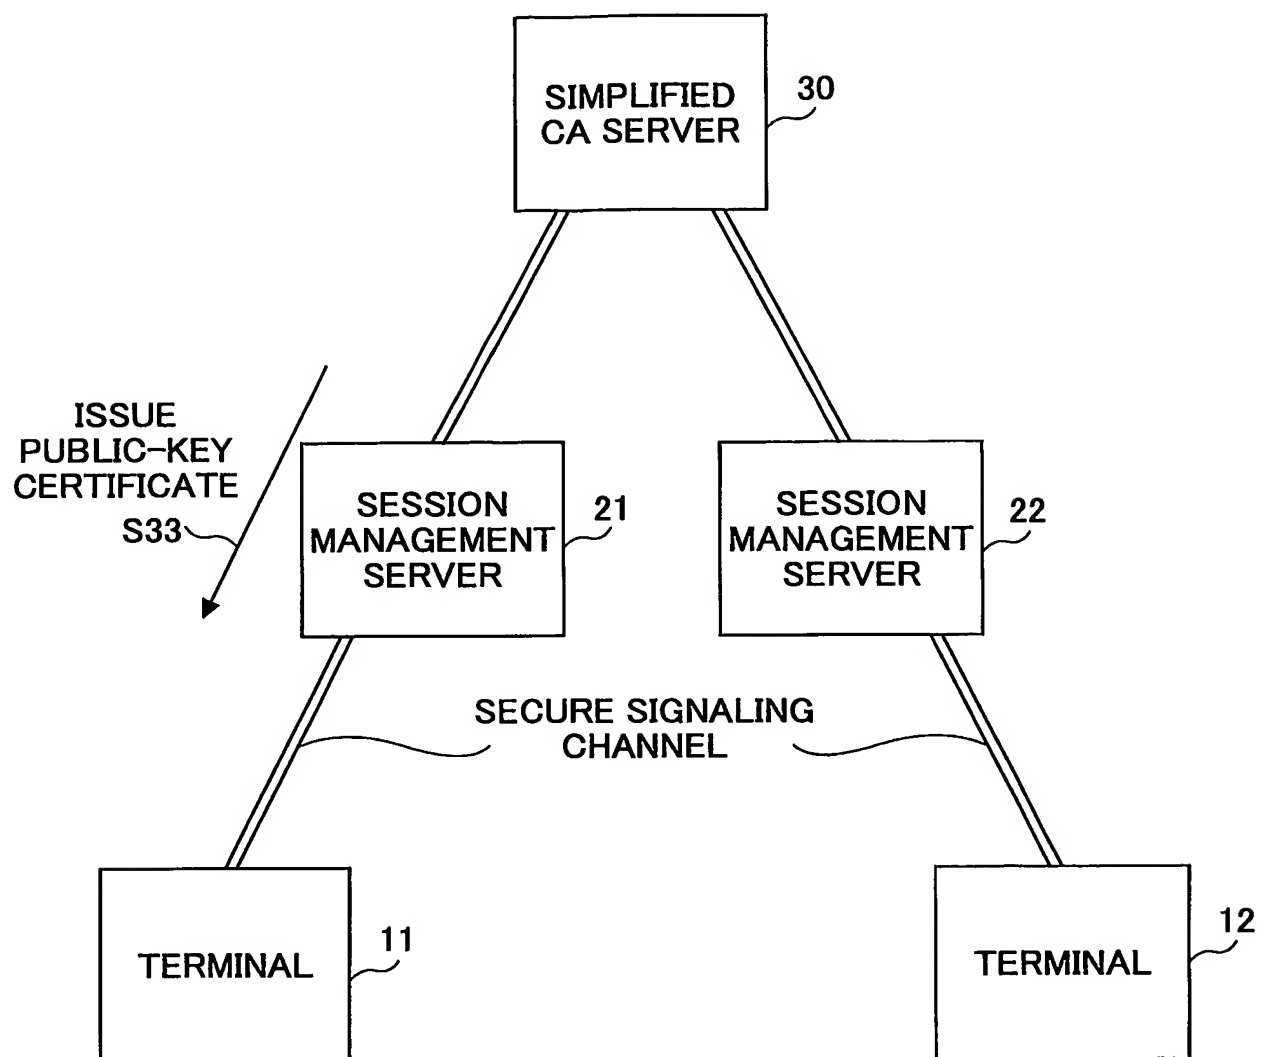 SIMPLIFIED
CA SERVER
30
ISSUE
PUBLIC-KEY
CERTIFICATE
S33
SESSION
MANAGEMENT
SERVER
21
SESSION
MANAGEMENT
SERVER
22
SECURE SIGNALING
CHANNEL
TERMINAL
11
TERMINAL
12